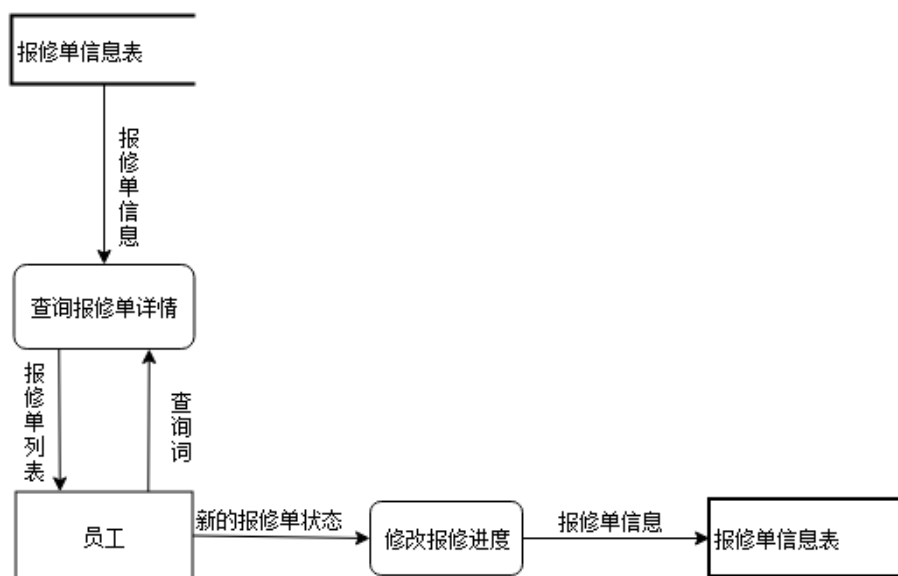 报修单信息表
报修单信息
查询报修单详情
报修单列表
查询词
员工
新的报修单状态
修改报修进度
报修单信息
报修单信息表